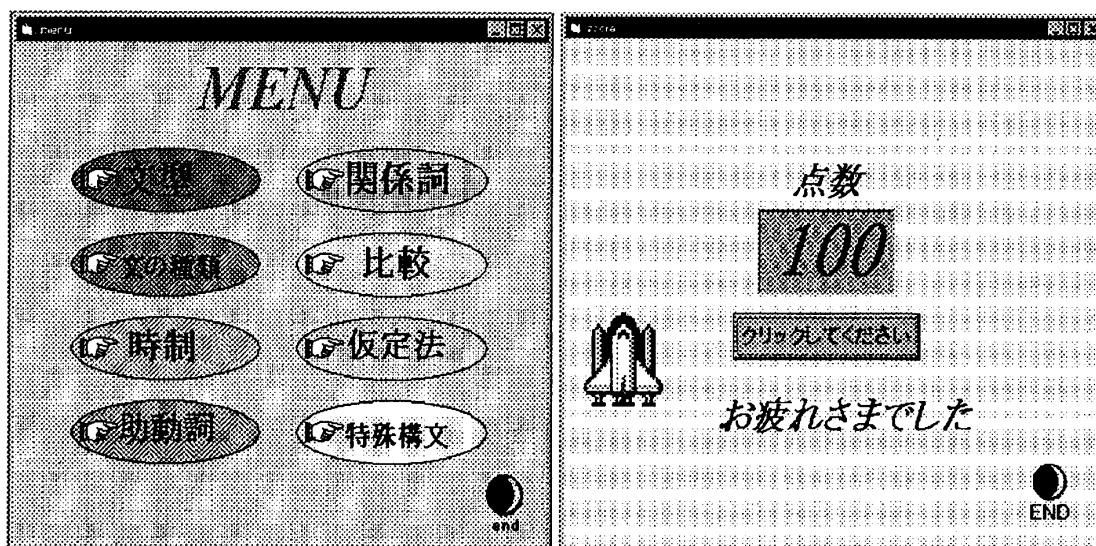 menu
MENU
文型
関係詞
文の種類
比較
時制
仮定法
助動詞
特殊構文
end
score
点数
100
クリックしてください
お疲れさまでした
END